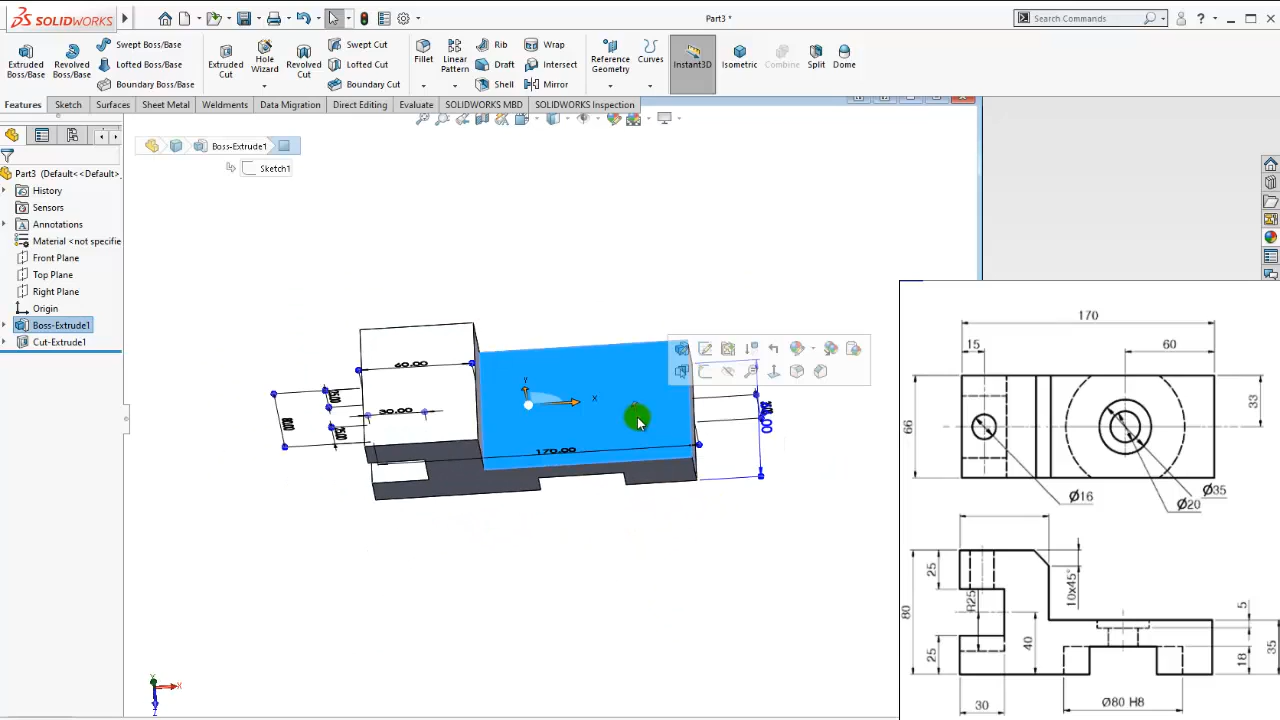 SOLIDWORKS
Part3 *
Search Commands
Extruded Boss/Base
Revolved Boss/Base
Swept Boss/Base
Lofted Boss/Base
Boundary Boss/Base
Extruded Cut
Hole Wizard
Revolved Cut
Swept Cut
Lofted Cut
Boundary Cut
Fillet
Linear Pattern
Rib
Draft
Shell
Wrap
Intersect
Mirror
Reference Geometry
Curves
Instant3D
Isometric
Combine
Split
Dome
Features
Sketch
Surfaces
Sheet Metal
Weldments
Data Migration
Direct Editing
Evaluate
SOLIDWORKS MBD
SOLIDWORKS Inspection
Boss-Extrude1
Sketch1
Part3 (Default<<Default>_
History
Sensors
Annotations
Material <not specifie
Front Plane
Top Plane
Right Plane
Origin
Boss-Extrude1
Cut-Extrude1
30.00
170.00
Y
X
Y
X
Z
170
15
60
33
66
Ø16
Ø35
Ø20
25
R25
10x45°
80
40
5
35
18
25
30
Ø80 H8